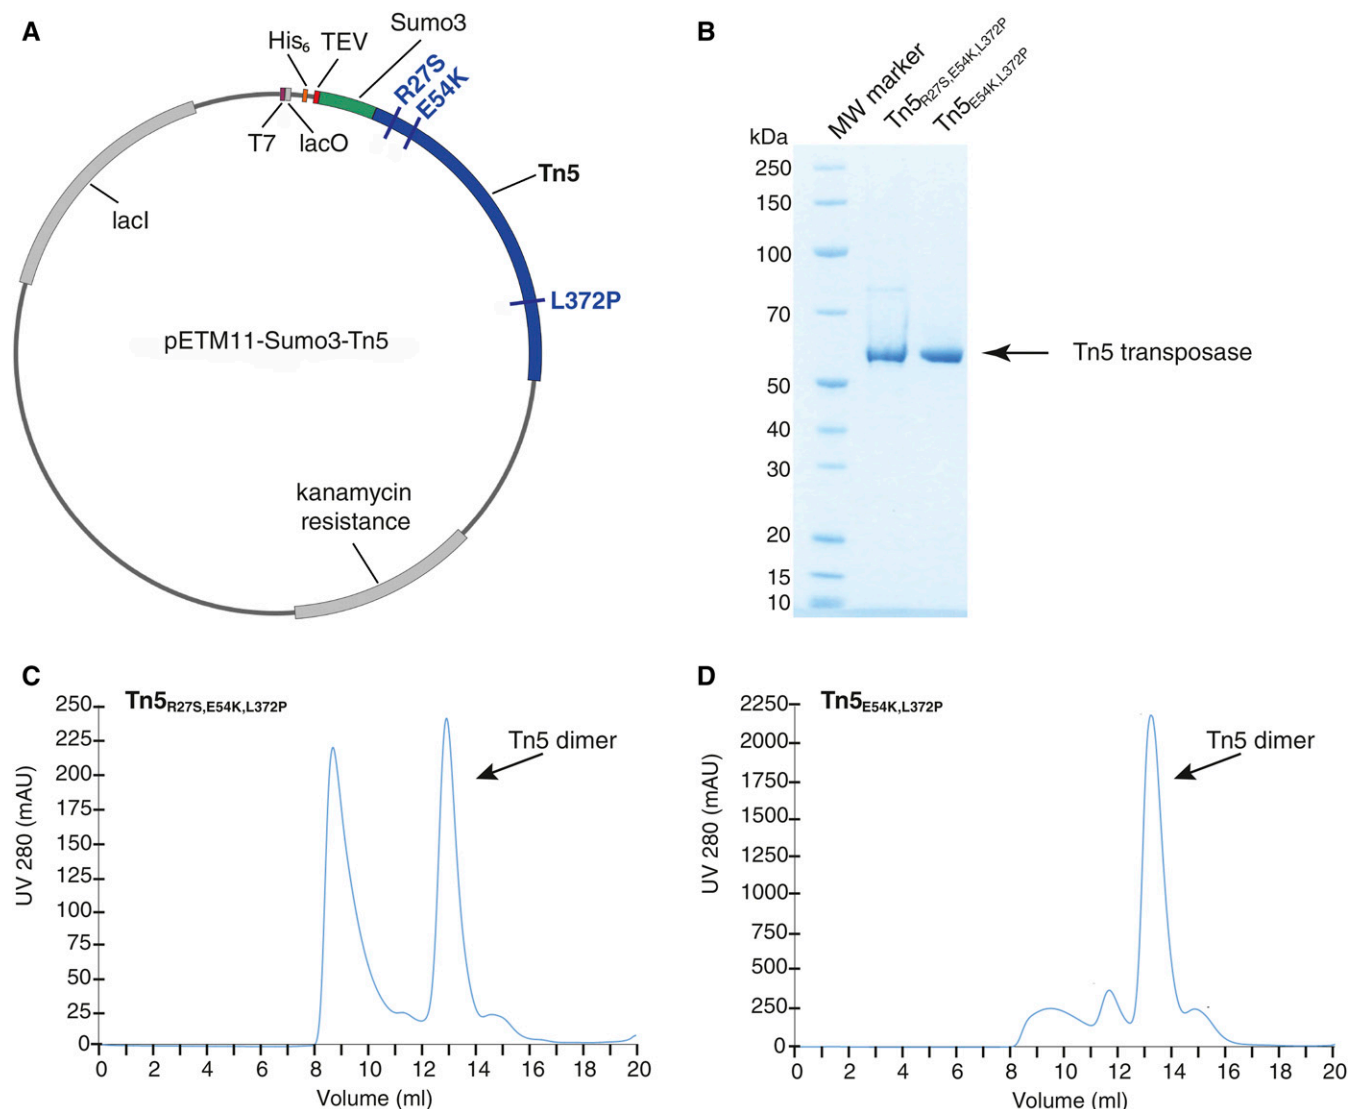 A
His6
TEV
Sumo3
R27S
E54K
T7
lacO
Tn5
lacI
L372P
pETM11-Sumo3-Tn5
kanamycin
resistance
B
MW marker
Tn5R27S,E54K,L372P
Tn5E54K,L372P
kDa
250
150
100
70
50
40
30
20
15
10
Tn5 transposase
C
Tn5R27S,E54K,L372P
Tn5 dimer
UV 280 (mAU)
250
225
200
175
150
125
100
75
50
25
0
0 2 4 6 8 10 12 14 16 18 20
Volume (ml)
D
Tn5E54K,L372P
Tn5 dimer
UV 280 (mAU)
2250
2000
1750
1500
1250
1000
750
500
250
0
0 2 4 6 8 10 12 14 16 18 20
Volume (ml)